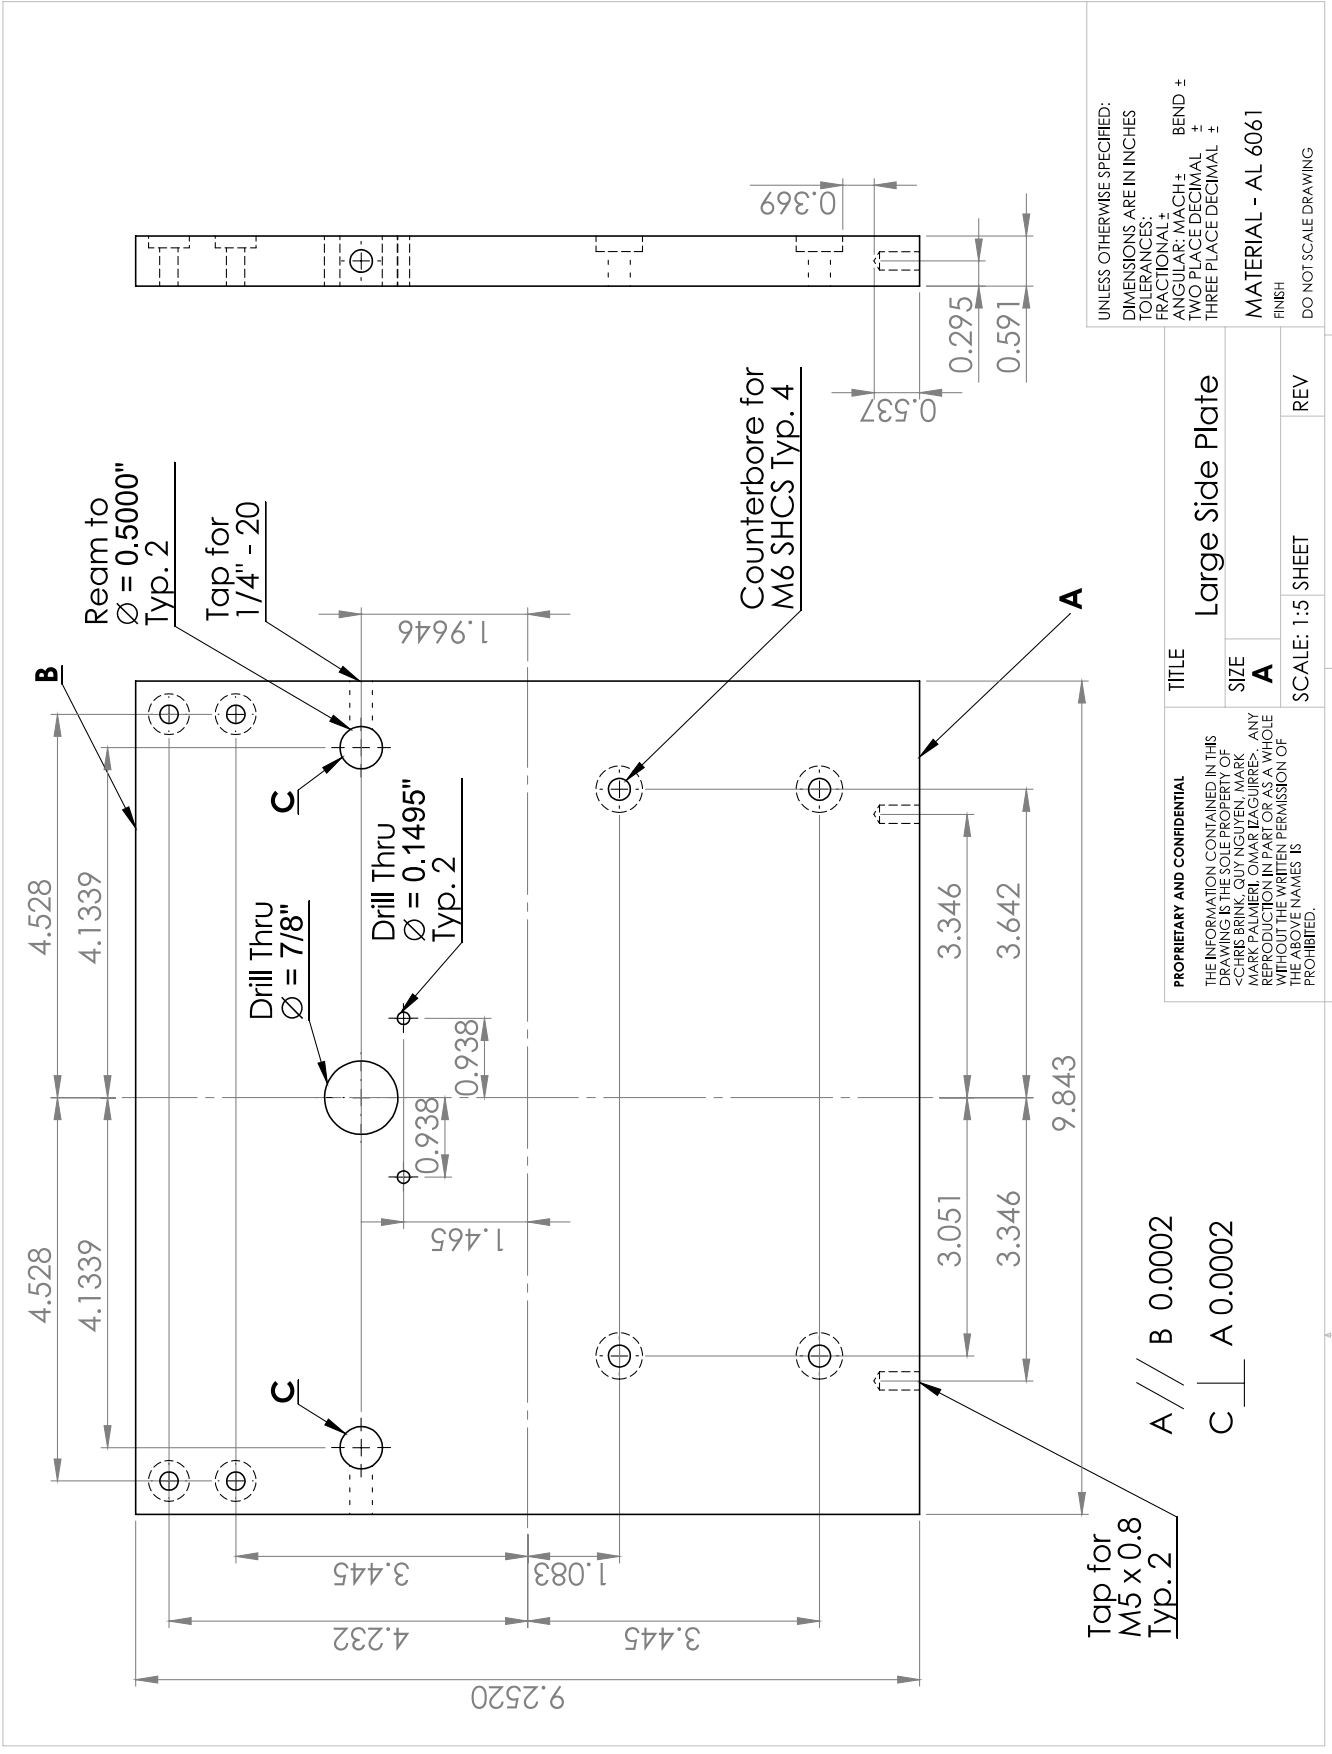 B
4.528
4.528
4.1339
4.1339
Ream to
Ø = 0.5000"
Typ. 2
Tap for
1/4" - 20
C
C
Drill Thru
Ø = 7/8"
Drill Thru
Ø = 0.1495"
Typ. 2
0.938
0.938
1.465
1.9646
3.445
1.083
4.232
3.445
9.2520
Counterbore for
M6 SHCS Typ. 4
0.369
0.537
0.295
0.591
A
3.051
3.346
3.346
3.642
9.843
Tap for
M5 x 0.8
Typ. 2
A // B 0.0002
C ⊥ A 0.0002
PROPRIETARY AND CONFIDENTIAL
THE INFORMATION CONTAINED IN THIS
DRAWING IS THE SOLE PROPERTY OF
<CHRIS BRINK, QUY NGUYEN, MARK
MARK PALMIERI, OMAR IZAGUIRRE>. ANY
REPRODUCTION IN PART OR AS A WHOLE
WITHOUT THE WRITTEN PERMISSION OF
THE ABOVE NAMES IS
PROHIBITED.
TITLE
Large Side Plate
SIZE
A
SCALE: 1:5 SHEET
REV
UNLESS OTHERWISE SPECIFIED:
DIMENSIONS ARE IN INCHES
TOLERANCES:
FRACTIONAL ±
ANGULAR: MACH ± BEND ±
TWO PLACE DECIMAL ±
THREE PLACE DECIMAL ±
MATERIAL - AL 6061
FINISH
DO NOT SCALE DRAWING